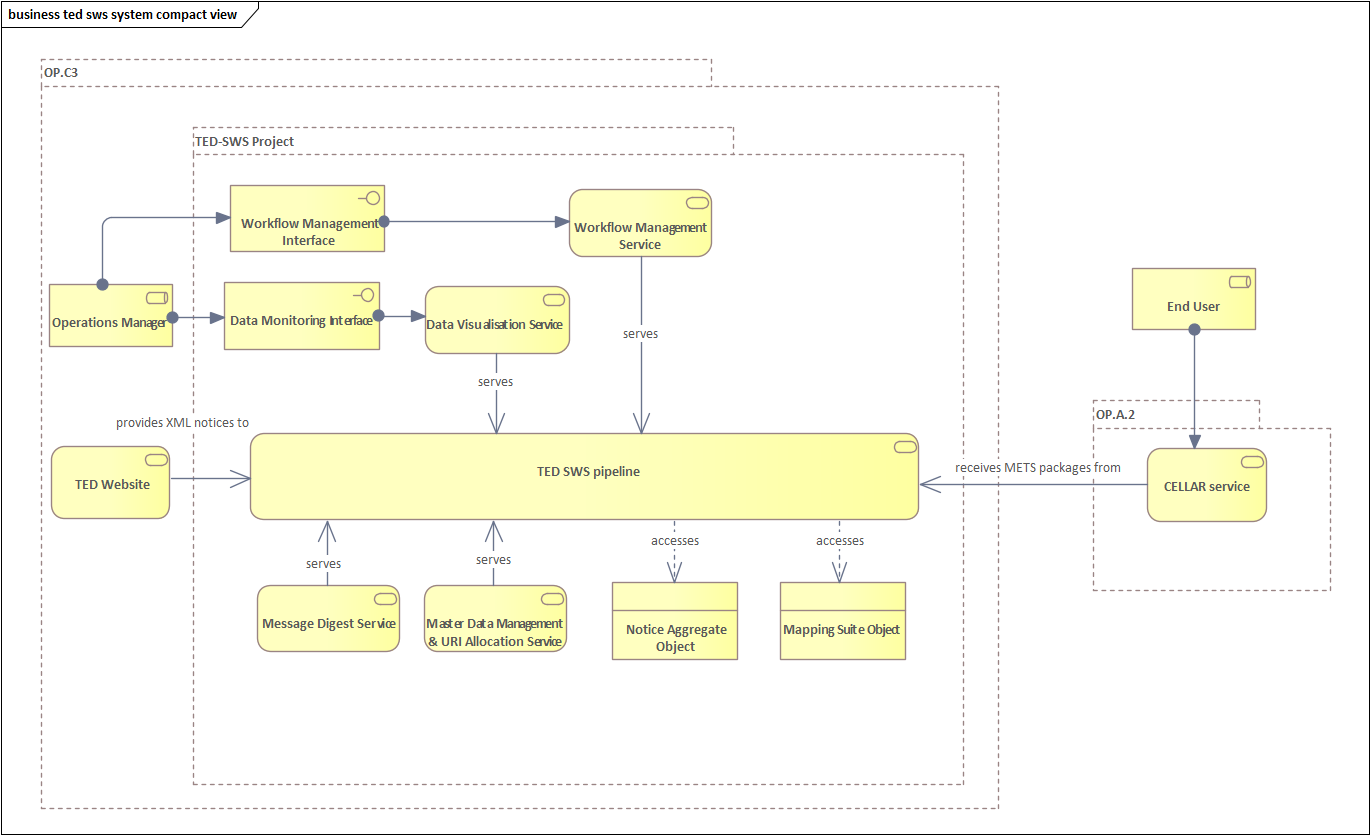 business ted sws system compact view
OP.C3
TED-SWS Project
Workflow Management
Interface
Workflow Management
Service
Operations Manager
Data Monitoring Interface
Data Visualisation Service
End User
serves
serves
provides XML notices to
OP.A.2
TED Website
TED SWS pipeline
receives METS packages from
CELLAR service
serves
serves
accesses
accesses
Message Digest Service
Master Data Management
& URI Allocation Service
Notice Aggregate
Object
Mapping Suite Object